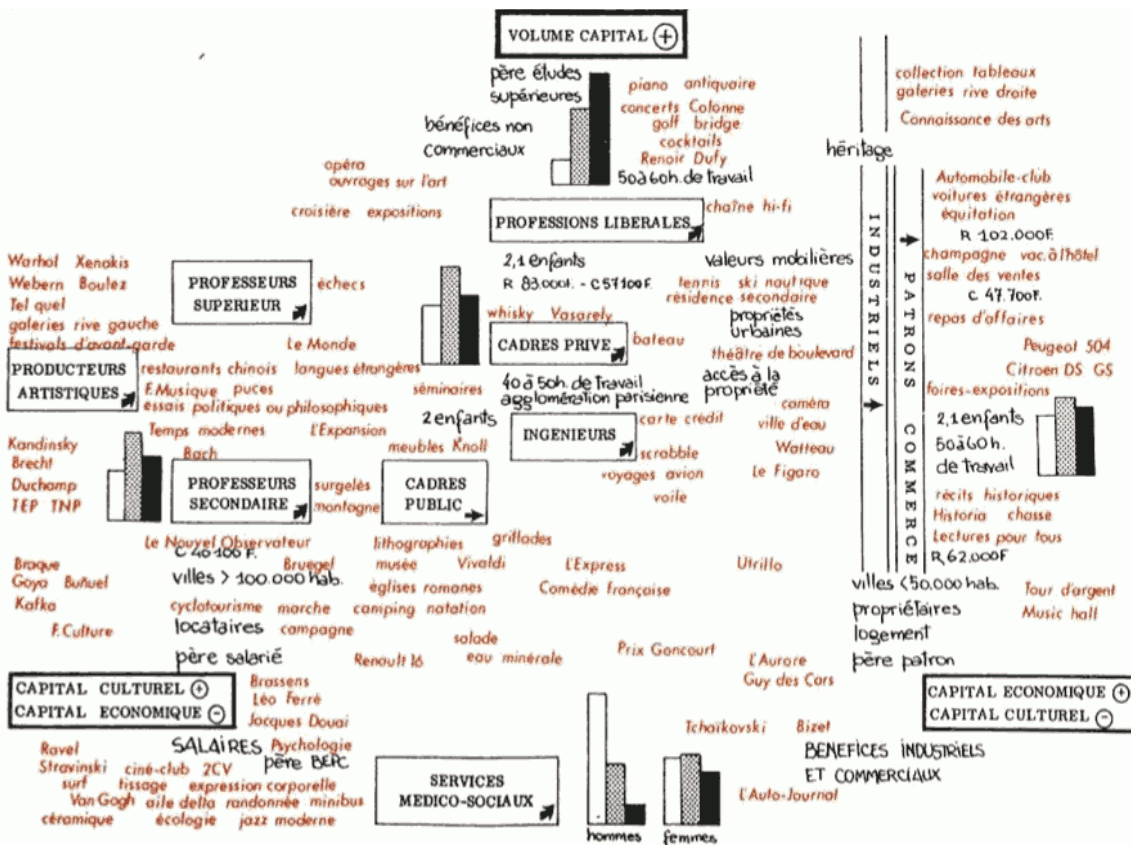 VOLUME CAPITAL +
père études
supérieures
piano antiquaire
collection tableaux
galeries rive droite
concerts Colonne
golf bridge
Connaissance des arts
bénéfices non
commerciaux
cocktails
Renoir Dufy
héritage
opéra
ouvrages sur l'art
50 à 60h. de travail
Automobile-club
voitures étrangères
équitation
croisière expositions
PROFESSIONS LIBERALES
chaîne hi-fi
INDUSTRIELS
PATRONS COMMERCE
R 102.000F.
Warhol Xenakis
Webern Boulez
Tel quel
galeries rive gauche
festivals d'avant-garde
PROFESSEURS
SUPERIEUR
échecs
2,1 enfants
R 83.000F. - C 57100F.
valeurs mobilières
tennis ski nautique
résidence secondaire
champagne vac. à l'hôtel
salle des ventes
C 47.700F.
whisky Vasarely
propriétés
urbaines
repas d'affaires
Le Monde
CADRES PRIVE
bateau
théâtre de boulevard
Peugeot 504
Citroën DS GS
PRODUCTEURS
ARTISTIQUES
restaurants chinois langues étrangères
F.Musique puces
essais politiques ou philosophiques
séminaires
40 à 50h. de travail
agglomération parisienne
accès à la
propriété
foires-expositions
2 enfants
carte crédit
caméra
ville d'eau
2,1 enfants
50 à 60 h.
de travail
Temps modernes l'Expansion
INGENIEURS
meubles Knoll
scrabble
Watteau
Kandinsky
Brecht
Duchamp
TEP TNP
Bach
PROFESSEURS
SECONDAIRE
surgelés
montagne
CADRES
PUBLIC
voyages avion
voile
Le Figaro
récits historiques
Historia chasse
Lectures pour tous
R, 62.000F
Le Nouvel Observateur
C 40100 F.
lithographies
grillades
Braque
Goya Buñuel
Kafka
Bruegel musée Vivaldi
l'Express
Utrillo
villes > 100.000 hab.
églises romanes
Comédie française
villes < 50.000 hab.
propriétaires
logement
père patron
Tour d'argent
Music hall
cyclotourisme marche camping natation
F.Culture
locataires campagne
salade
eau minérale
père salarié
Renault 16
Prix Goncourt
l'Aurore
Guy des Cars
CAPITAL CULTUREL +
CAPITAL ECONOMIQUE -
Brassens
Léo Ferré
Jacques Douai
CAPITAL ECONOMIQUE +
CAPITAL CULTUREL -
Tchaïkovski Bizet
SALAIRES
Psychologie
père BEPC
BENEFICES INDUSTRIELS
ET COMMERCIAUX
Ravel
Stravinski ciné-club 2CV
surf tissage expression corporelle
Van Gogh aile delta randonnée minibus
céramique écologie jazz moderne
SERVICES
MEDICO-SOCIAUX
l'Auto-Journal
hommes
femmes